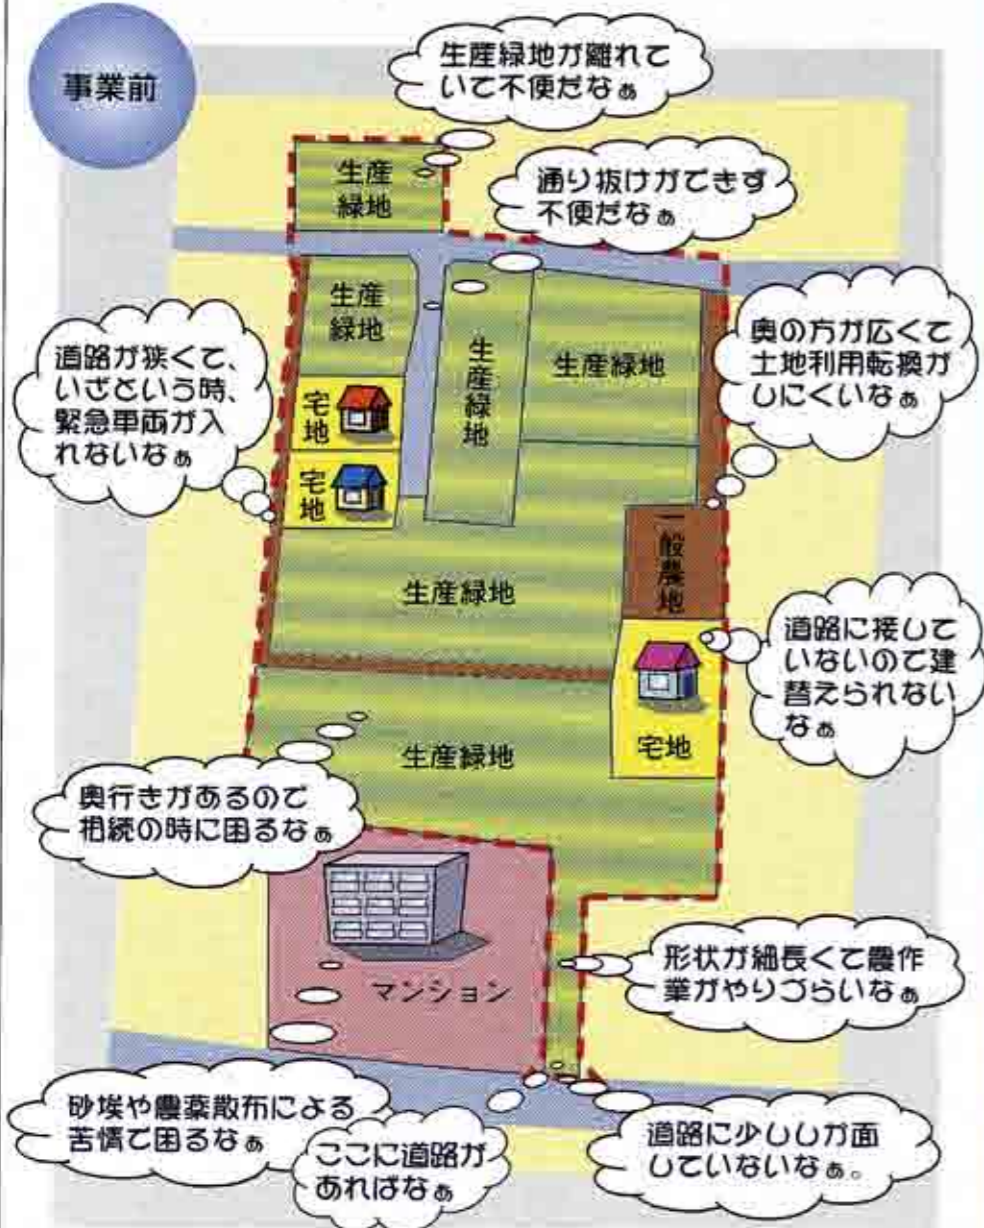 事業前
生産緑地が離れて
いて不便だなぁ
生産
緑地
通り抜けができず
不便だなぁ
生産
緑地
生産緑地
生産緑地
奥の方が広くて
土地利用転換が
しにくいなぁ
道路が狭くて、
いざという時、
緊急車両が入
れないなぁ
宅地
宅地
一般農地
生産緑地
道路に接して
いないので建
替えられない
なぁ
宅地
生産緑地
奥行きがあるので
相続の時に困るなぁ
マンション
形状が細長くて農作
業がやりづらいなぁ
砂埃や農薬散布による
苦情で困るなぁ
ここに道路が
あればなぁ
道路に少ししか面
していないなぁ。